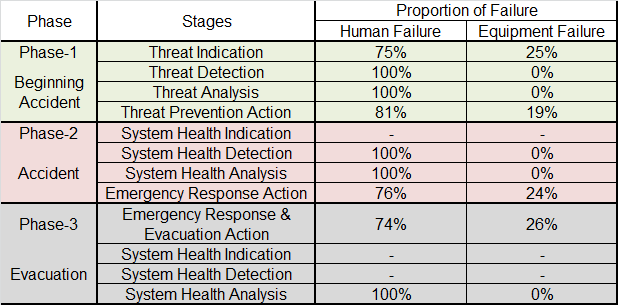 Phase Stages Proportion of Failure
Human Failure Equipment Failure
Phase-1 Threat Indication 75% 25%
Beginning Accident Threat Detection 100% 0%
Threat Analysis 100% 0%
Threat Prevention Action 81% 19%
Phase-2 System Health Indication - -
Accident System Health Detection 100% 0%
System Health Analysis 100% 0%
Emergency Response Action 76% 24%
Phase-3 Emergency Response & Evacuation Action 74% 26%
Evacuation System Health Indication - -
System Health Detection - -
System Health Analysis 100% 0%